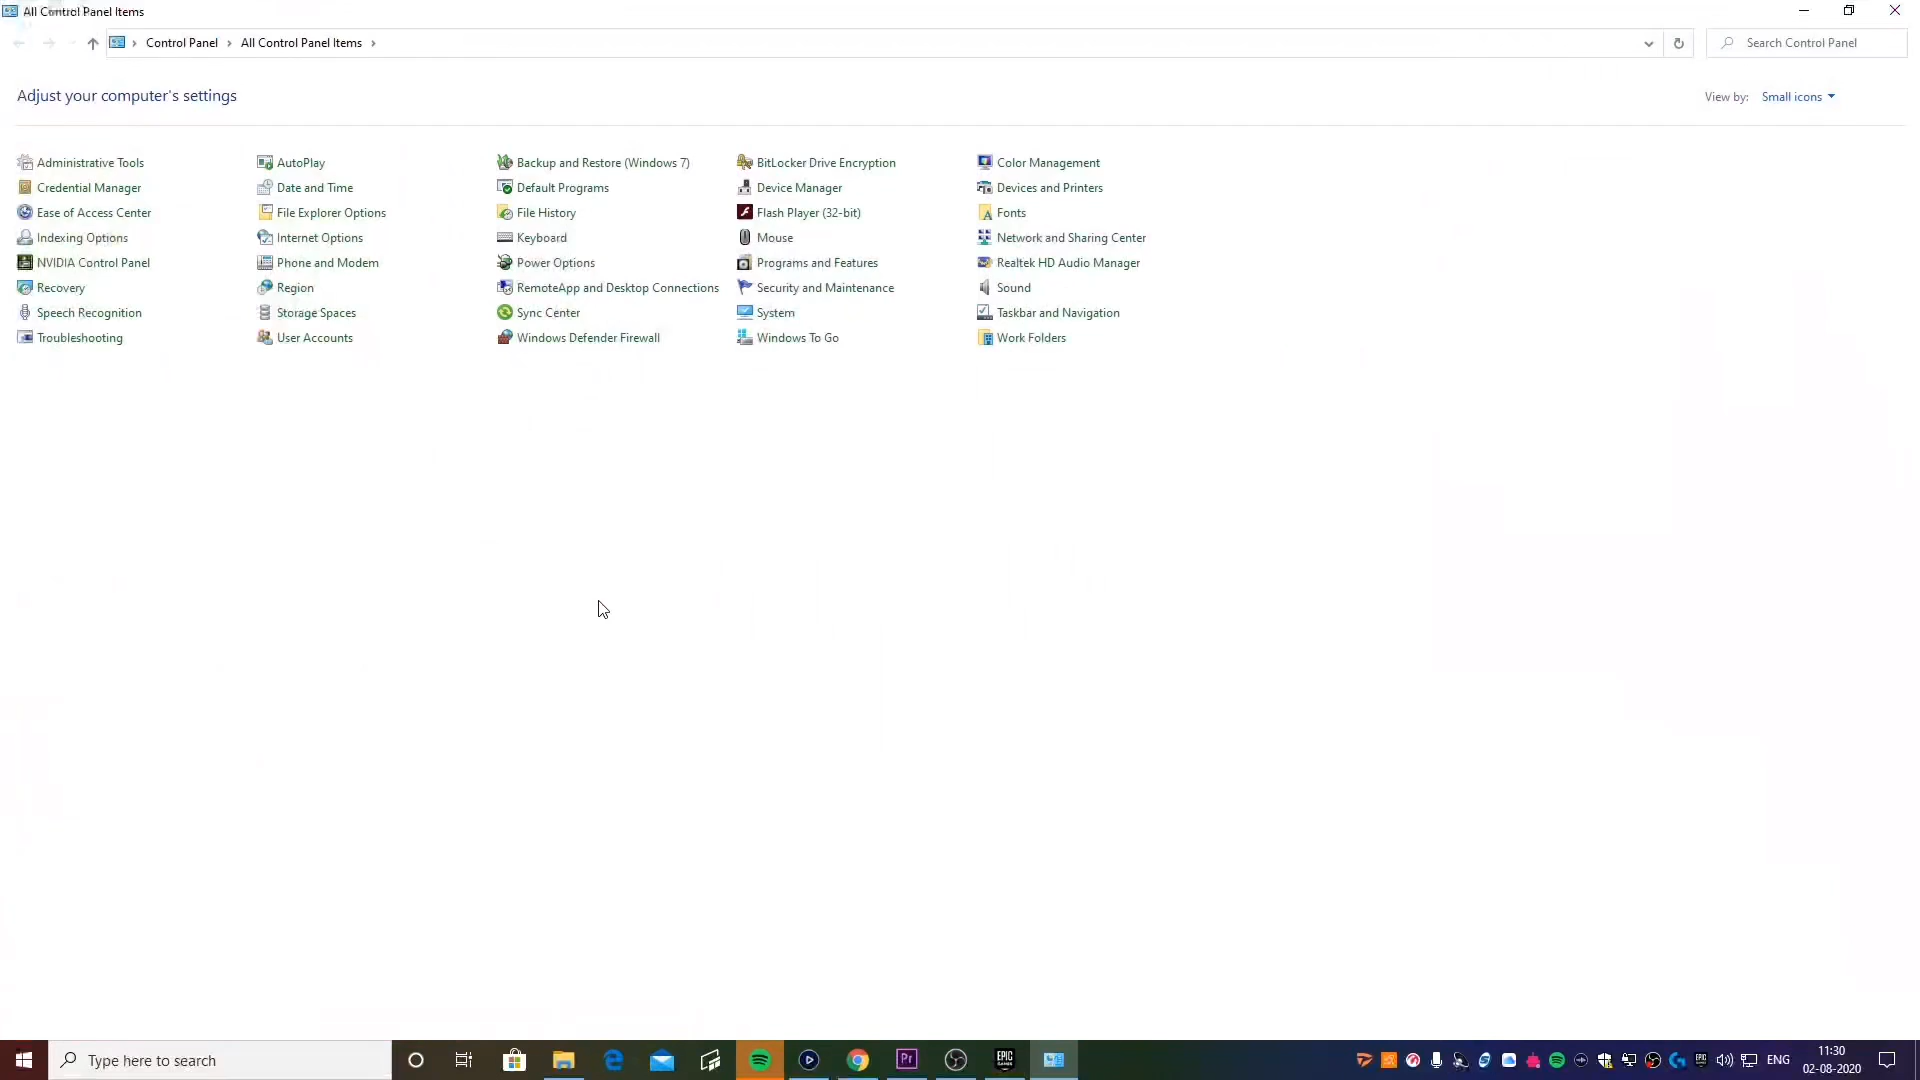 All Control Panel Items
Control Panel > All Control Panel Items >
Search Control Panel
Adjust your computer's settings
View by: Small icons
Administrative Tools
AutoPlay
Backup and Restore (Windows 7)
BitLocker Drive Encryption
Color Management
Credential Manager
Date and Time
Default Programs
Device Manager
Devices and Printers
Ease of Access Center
File Explorer Options
File History
Flash Player (32-bit)
Fonts
Indexing Options
Internet Options
Keyboard
Mouse
Network and Sharing Center
NVIDIA Control Panel
Phone and Modem
Power Options
Programs and Features
Realtek HD Audio Manager
Recovery
Region
RemoteApp and Desktop Connections
Security and Maintenance
Sound
Speech Recognition
Storage Spaces
Sync Center
System
Taskbar and Navigation
Troubleshooting
User Accounts
Windows Defender Firewall
Windows To Go
Work Folders
Type here to search
Pr
EPIC
GAMES
ENG
11:30
02-08-2020